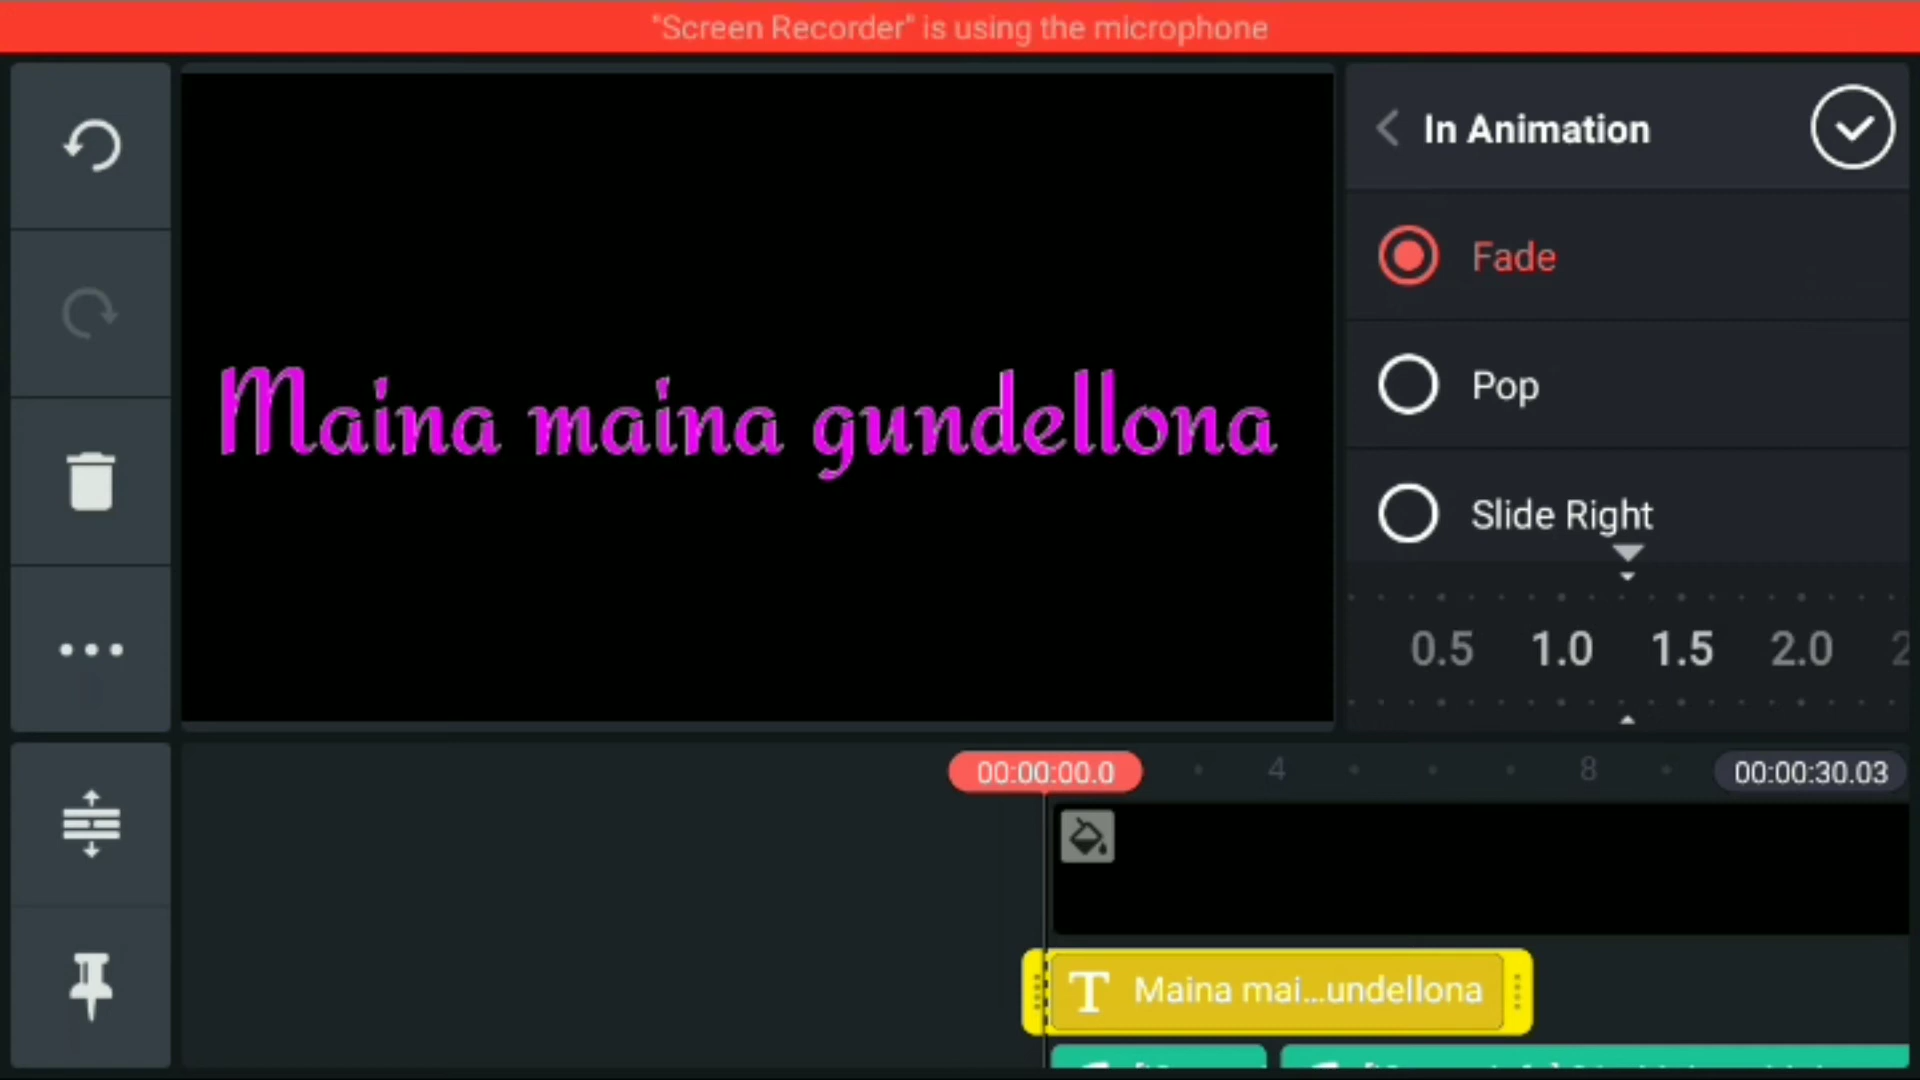 "Screen Recorder" is using the microphone
In Animation
Fade
Maina maina gundellona
Pop
Slide Right
0.5 1.0 1.5 2.0
00:00:00.0 4 8 00:00:30.03
T Maina mai...undellona